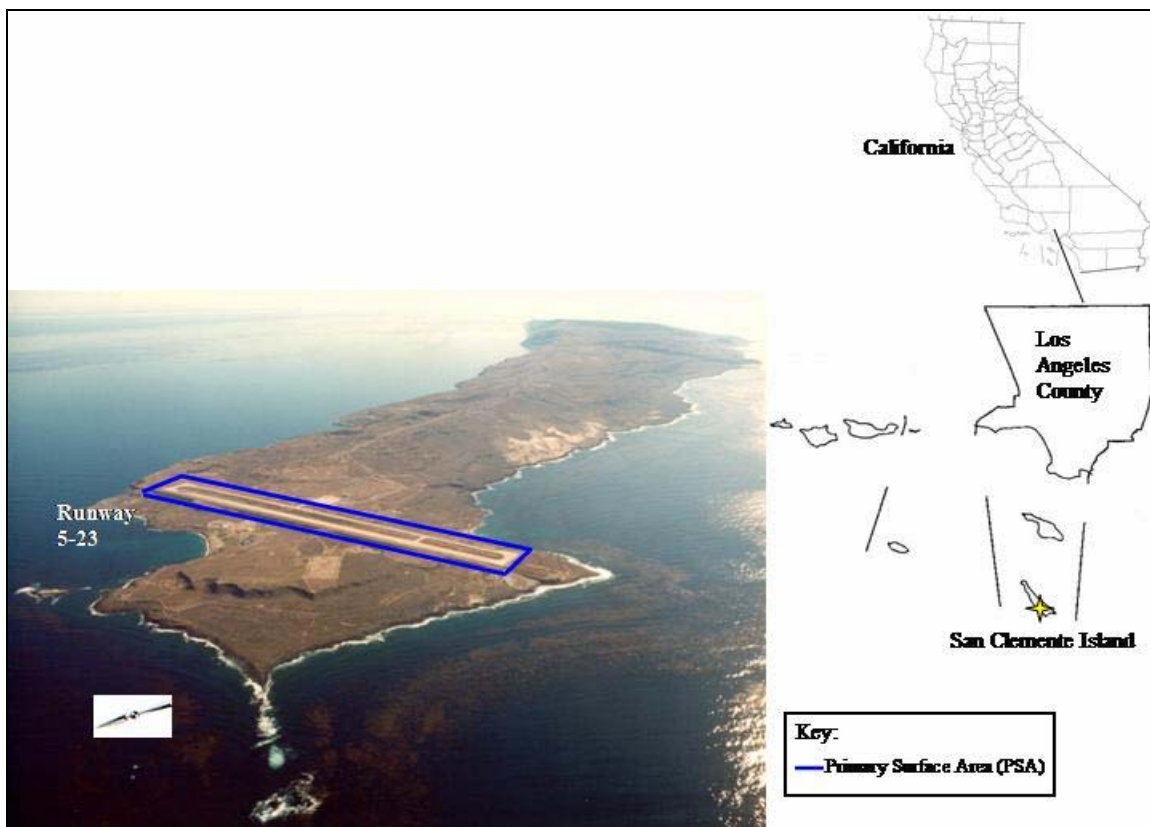 California
Los
Angeles
County
Runway
5-23
San Clemente Island
Key:
Primary Surface Area (PSA)